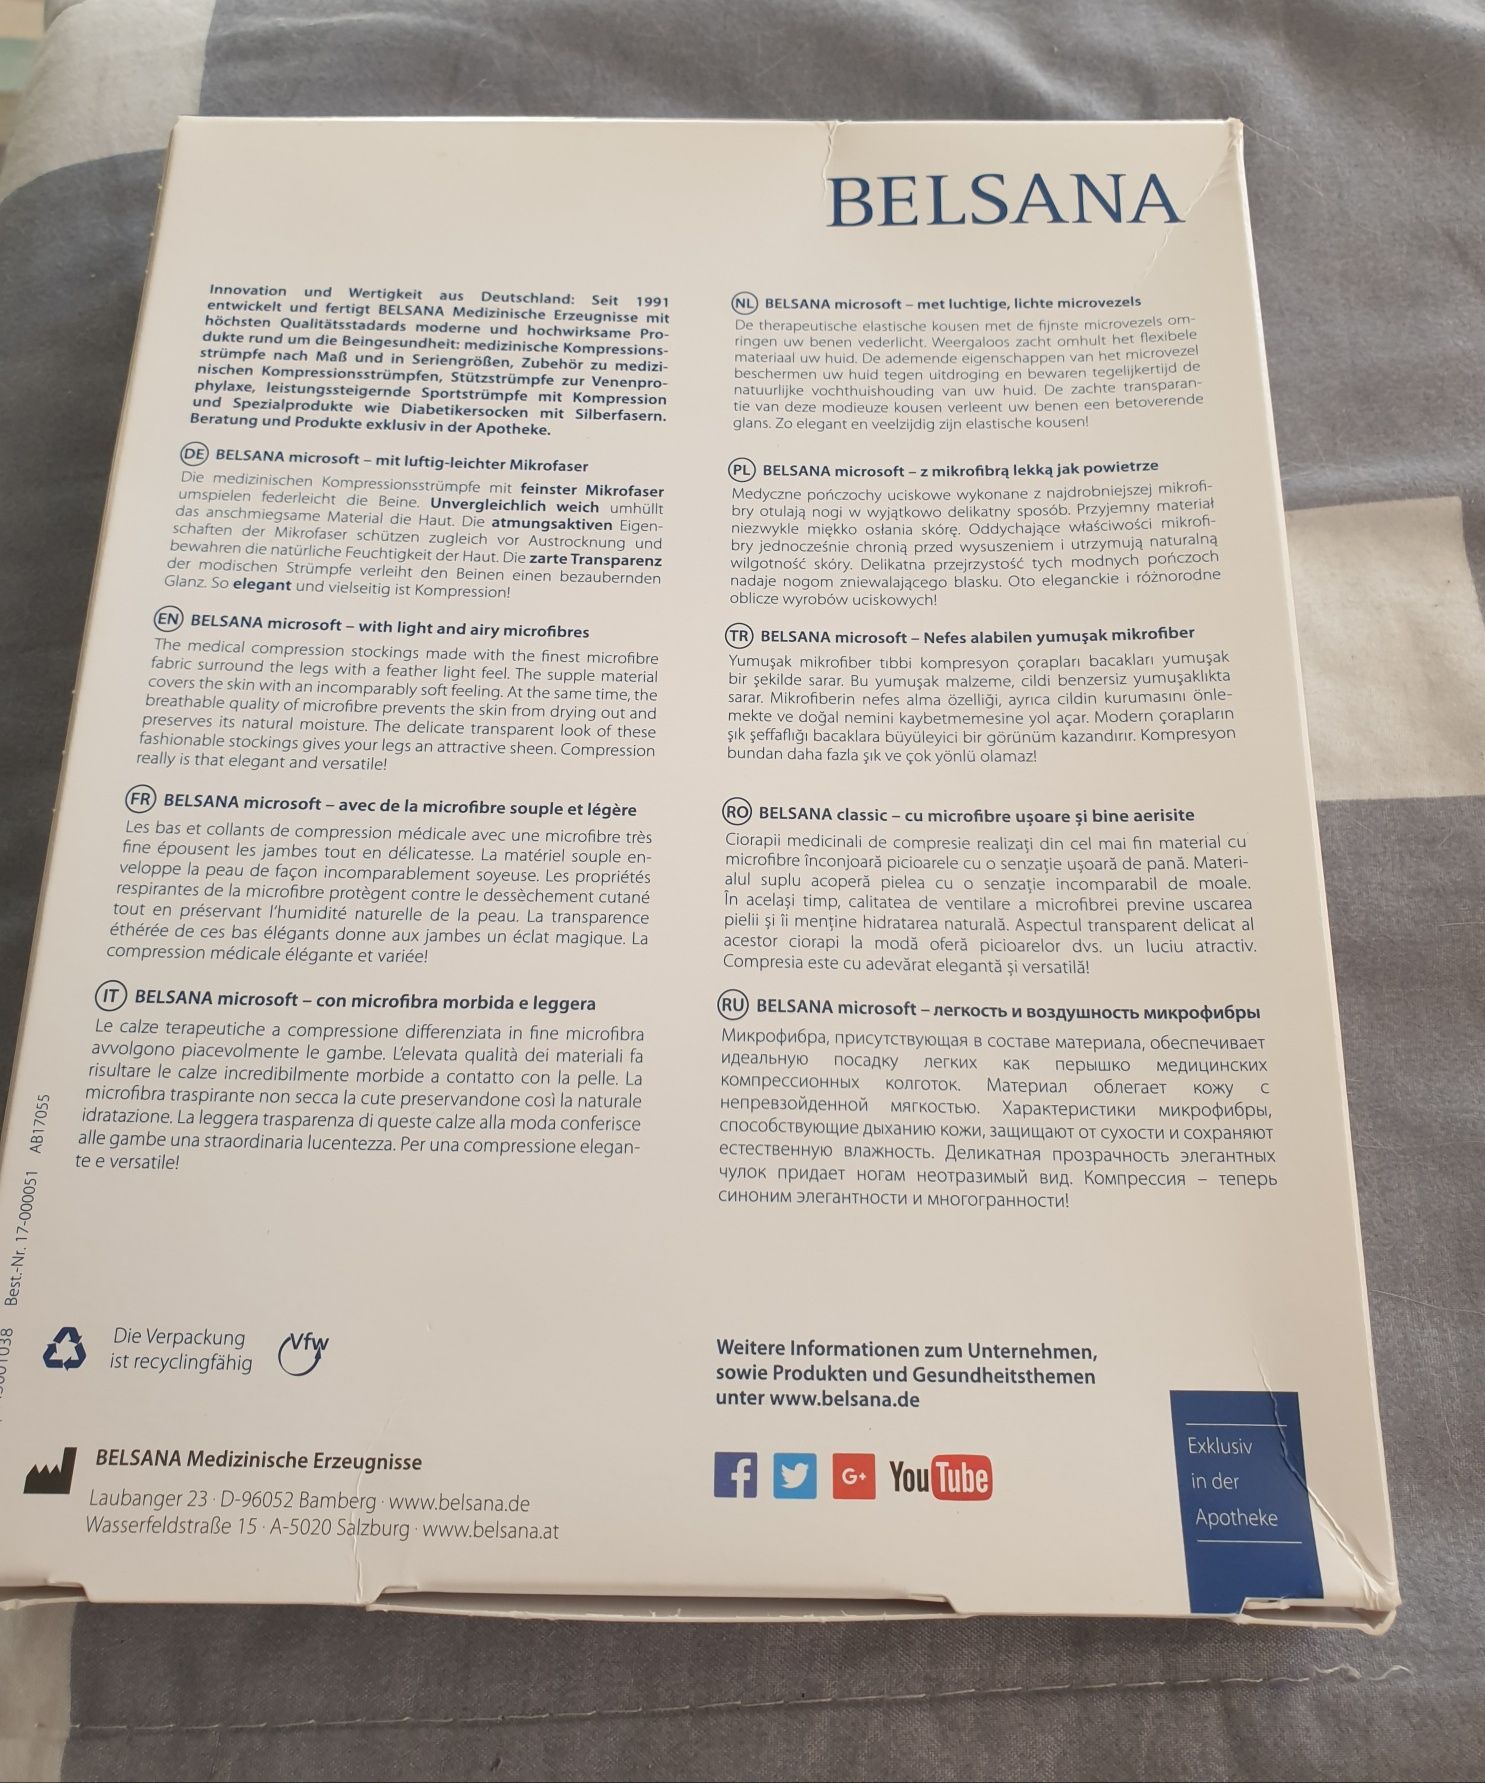 BELSANA
Innovation und Wertigkeit aus Deutschland: Seit 1991
entwickelt und fertigt BELSANA Medizinische Erzeugnisse mit
höchsten Qualitätsstadards moderne und hochwirksame Pro-
dukte rund um die Beingesundheit: medizinische Kompressions-
strümpfe nach Maß und in Seriengrößen, Zubehör zu medizi-
nischen Kompressionsstrümpfen, Stützstrümpfe zur Venenpro-
phylaxe, leistungssteigernde Sportstrümpfe mit Kompression
und Spezialprodukte wie Diabetikersocken mit Silberfasern.
Beratung und Produkte exklusiv in der Apotheke.
DE BELSANA microsoft – mit luftig-leichter Mikrofaser
Die medizinischen Kompressionsstrümpfe mit feinster Mikrofaser
umspielen federleicht die Beine. Unvergleichlich weich umhüllt
das anschmiegsame Material die Haut. Die atmungsaktiven Eigen-
schaften der Mikrofaser schützen zugleich vor Austrocknung und
bewahren die natürliche Feuchtigkeit der Haut. Die zarte Transparenz
der modischen Strümpfe verleiht den Beinen einen bezaubernden
Glanz. So elegant und vielseitig ist Kompression!
EN BELSANA microsoft – with light and airy microfibres
The medical compression stockings made with the finest microfibre
fabric surround the legs with a feather light feel. The supple material
covers the skin with an incomparably soft feeling. At the same time, the
breathable quality of microfibre prevents the skin from drying out and
preserves its natural moisture. The delicate transparent look of these
fashionable stockings gives your legs an attractive sheen. Compression
really is that elegant and versatile!
FR BELSANA microsoft – avec de la microfibre souple et légère
Les bas et collants de compression médicale avec une microfibre très
fine épousent les jambes tout en délicatesse. La matériel souple en-
veloppe la peau de façon incomparablement soyeuse. Les propriétés
respirantes de la microfibre protègent contre le dessèchement cutané
tout en préservant l'humidité naturelle de la peau. La transparence
éthérée de ces bas élégants donne aux jambes un éclat magique. La
compression médicale élégante et variée!
IT BELSANA microsoft – con microfibra morbida e leggera
Le calze terapeutiche a compressione differenziata in fine microfibra
avvolgono piacevolmente le gambe. L'elevata qualità dei materiali fa
risultare le calze incredibilmente morbide a contatto con la pelle. La
microfibra traspirante non secca la cute preservandone così la naturale
idratazione. La leggera trasparenza di queste calze alla moda conferisce
alle gambe una straordinaria lucentezza. Per una compressione elegan-
te e versatile!
NL BELSANA microsoft – met luchtige, lichte microvezels
De therapeutische elastische kousen met de fijnste microvezels om-
ringen uw benen vederlicht. Weergaloos zacht omhult het flexibele
materiaal uw huid. De ademende eigenschappen van het microvezel
beschermen uw huid tegen uitdroging en bewaren tegelijkertijd de
natuurlijke vochthuishouding van uw huid. De zachte transparan-
tie van deze modieuze kousen verleent uw benen een betoverende
glans. Zo elegant en veelzijdig zijn elastische kousen!
PL BELSANA microsoft – z mikrofibrą lekką jak powietrze
Medyczne pończochy uciskowe wykonane z najdrobniejszej mikrofi-
bry otulają nogi w wyjątkowo delikatny sposób. Przyjemny materiał
niezwykle miękko osłania skórę. Oddychające właściwości mikrofi-
bry jednocześnie chronią przed wysuszeniem i utrzymują naturalną
wilgotność skóry. Delikatna przejrzystość tych modnych pończoch
nadaje nogom zniewalającego blasku. Oto eleganckie i różnorodne
oblicze wyrobów uciskowych!
TR BELSANA microsoft – Nefes alabilen yumuşak mikrofiber
Yumuşak mikrofiber tıbbi kompresyon çorapları bacakları yumuşak
bir şekilde sarar. Bu yumuşak malzeme, cildi benzersiz yumuşaklıkta
sarar. Mikrofiberin nefes alma özelliği, ayrıca cildin kurumasını önle-
mekte ve doğal nemini kaybetmemesine yol açar. Modern çorapların
şık şeffaflığı bacaklara büyüleyici bir görünüm kazandırır. Kompresyon
bundan daha fazla şık ve çok yönlü olamaz!
RO BELSANA classic – cu microfibre uşoare şi bine aerisite
Ciorapii medicinali de compresie realizaţi din cel mai fin material cu
microfibre înconjoară picioarele cu o senzaţie uşoară de pană. Materi-
alul suplu acoperă pielea cu o senzaţie incomparabil de moale.
În acelaşi timp, calitatea de ventilare a microfibrei previne uscarea
pielii şi îi menţine hidratarea naturală. Aspectul transparent delicat al
acestor ciorapi la modă oferă picioarelor dvs. un luciu atractiv.
Compresia este cu adevărat elegantă şi versatilă!
RU BELSANA microsoft – легкость и воздушность микрофибры
Микрофибра, присутствующая в составе материала, обеспечивает
идеальную посадку легких как перышко медицинских
компрессионных колготок. Материал облегает кожу с
непревзойденной мягкостью. Характеристики микрофибры,
способствующие дыханию кожи, защищают от сухости и сохраняют
естественную влажность. Деликатная прозрачность элегантных
чулок придает ногам неотразимый вид. Компрессия – теперь
синоним элегантности и многогранности!
Best.-Nr. 17-000051 AB17055
Die Verpackung
ist recyclingfähig
Vfw
BELSANA Medizinische Erzeugnisse
Laubanger 23 · D-96052 Bamberg · www.belsana.de
Wasserfeldstraße 15 · A-5020 Salzburg · www.belsana.at
Weitere Informationen zum Unternehmen,
sowie Produkten und Gesundheitsthemen
unter www.belsana.de
f G+ YouTube
Exklusiv
in der
Apotheke